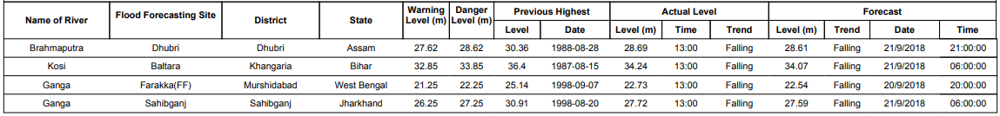 Name of River Flood Forecasting Site District State Warning Level (m) Danger Level (m) Previous Highest Actual Level Forecast
Level Date Level (m) Time Trend Level (m) Trend Date Time
Brahmaputra Dhubri Dhubri Assam 27.62 28.62 30.36 1988-08-28 28.69 13:00 Falling 28.61 Falling 21/9/2018 21:00:00
Kosi Baltara Khangaria Bihar 32.85 33.85 36.4 1987-08-15 34.24 13:00 Falling 34.07 Falling 21/9/2018 06:00:00
Ganga Farakka(FF) Murshidabad West Bengal 21.25 22.25 25.14 1998-09-07 22.73 13:00 Falling 22.54 Falling 20/9/2018 20:00:00
Ganga Sahibganj Sahibganj Jharkhand 26.25 27.25 30.91 1998-08-20 27.72 13:00 Falling 27.59 Falling 21/9/2018 06:00:00